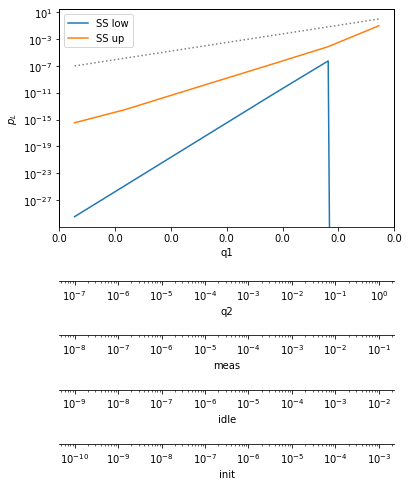 SS low
SS up
10^1
10^-3
10^-7
10^-11
10^-15
10^-19
10^-23
10^-27
p_L
0.0 0.0 0.0 0.0 0.0 0.0 0.0
q1
10^-7 10^-6 10^-5 10^-4 10^-3 10^-2 10^-1 10^0
q2
10^-8 10^-7 10^-6 10^-5 10^-4 10^-3 10^-2 10^-1
meas
10^-9 10^-8 10^-7 10^-6 10^-5 10^-4 10^-3 10^-2
idle
10^-10 10^-9 10^-8 10^-7 10^-6 10^-5 10^-4 10^-3
init